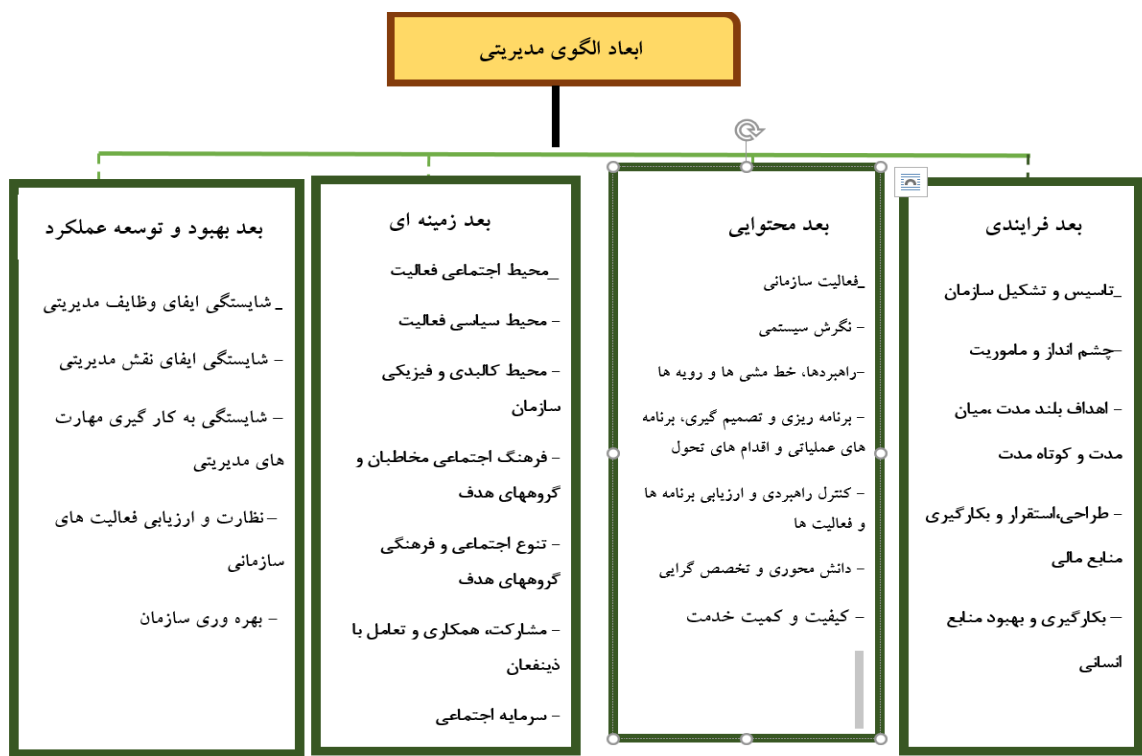 ابعاد الگوی مدیریتی
بعد فرایندی
_تاسیس و تشکیل سازمان
–چشم انداز و ماموریت
– اهداف بلند مدت ،میان
مدت و کوتاه مدت
– طراحی،استقرار و بکارگیری
منابع مالی
– بکارگیری و بهبود منابع
انسانی
بعد محتوایی
_فعالیت سازمانی
– نگرش سیستمی
–راهبردها، خط مشی ها و رویه ها
– برنامه ریزی و تصمیم گیری، برنامه
های عملیاتی و اقدام های تحول
– کنترل راهبردی و ارزیابی برنامه ها
و فعالیت ها
– دانش محوری و تخصص گرایی
– کیفیت و کمیت خدمت
بعد زمینه ای
_محیط اجتماعی فعالیت
– محیط سیاسی فعالیت
– محیط کالبدی و فیزیکی
سازمان
– فرهنگ اجتماعی مخاطبان و
گروههای هدف
– تنوع اجتماعی و فرهنگی
گروههای هدف
– مشارکت، همکاری و تعامل با
ذینفعان
– سرمایه اجتماعی
بعد بهبود و توسعه عملکرد
_ شایستگی ایفای وظایف مدیریتی
– شایستگی ایفای نقش مدیریتی
– شایستگی به کار گیری مهارت
های مدیریتی
– نظارت و ارزیابی فعالیت های
سازمانی
– بهره وری سازمان